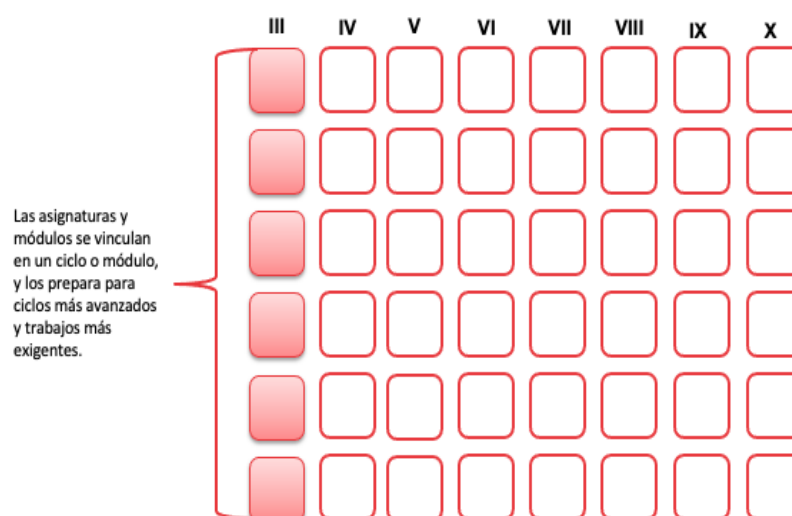 III IV V VI VII VIII IX X
Las asignaturas y
módulos se vinculan
en un ciclo o módulo,
y los prepara para
ciclos más avanzados
y trabajos más
exigentes.